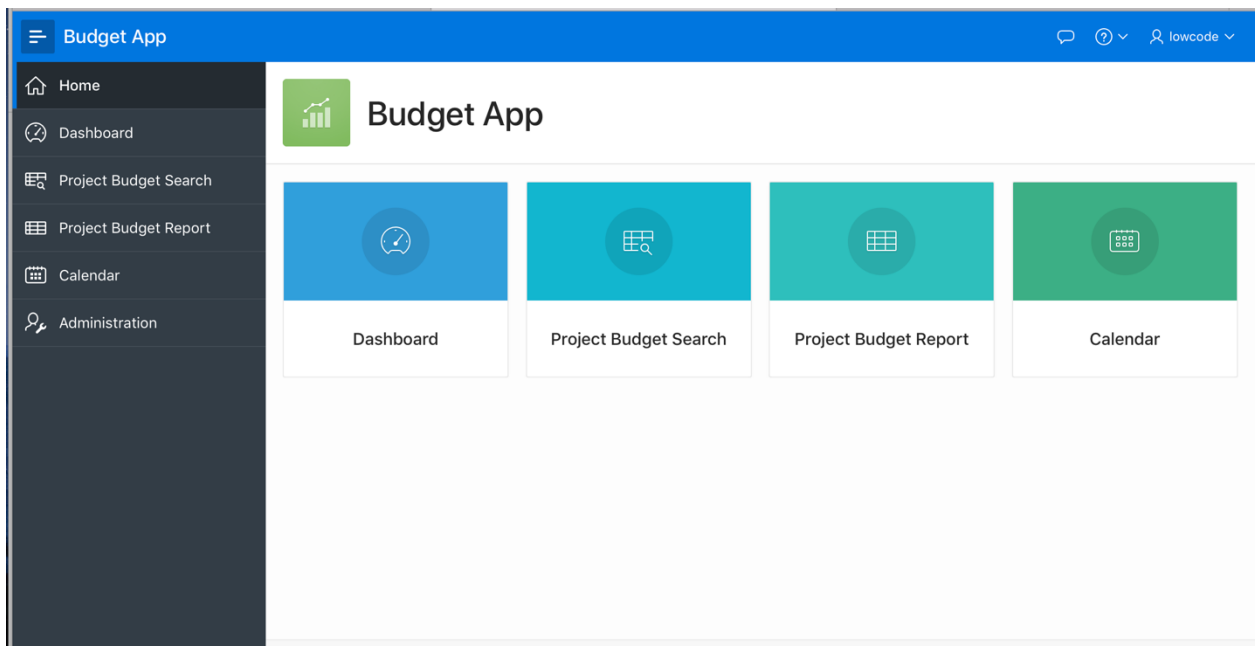 Budget App
lowcode
Home
Dashboard
Project Budget Search
Project Budget Report
Calendar
Administration
Budget App
Dashboard
Project Budget Search
Project Budget Report
Calendar